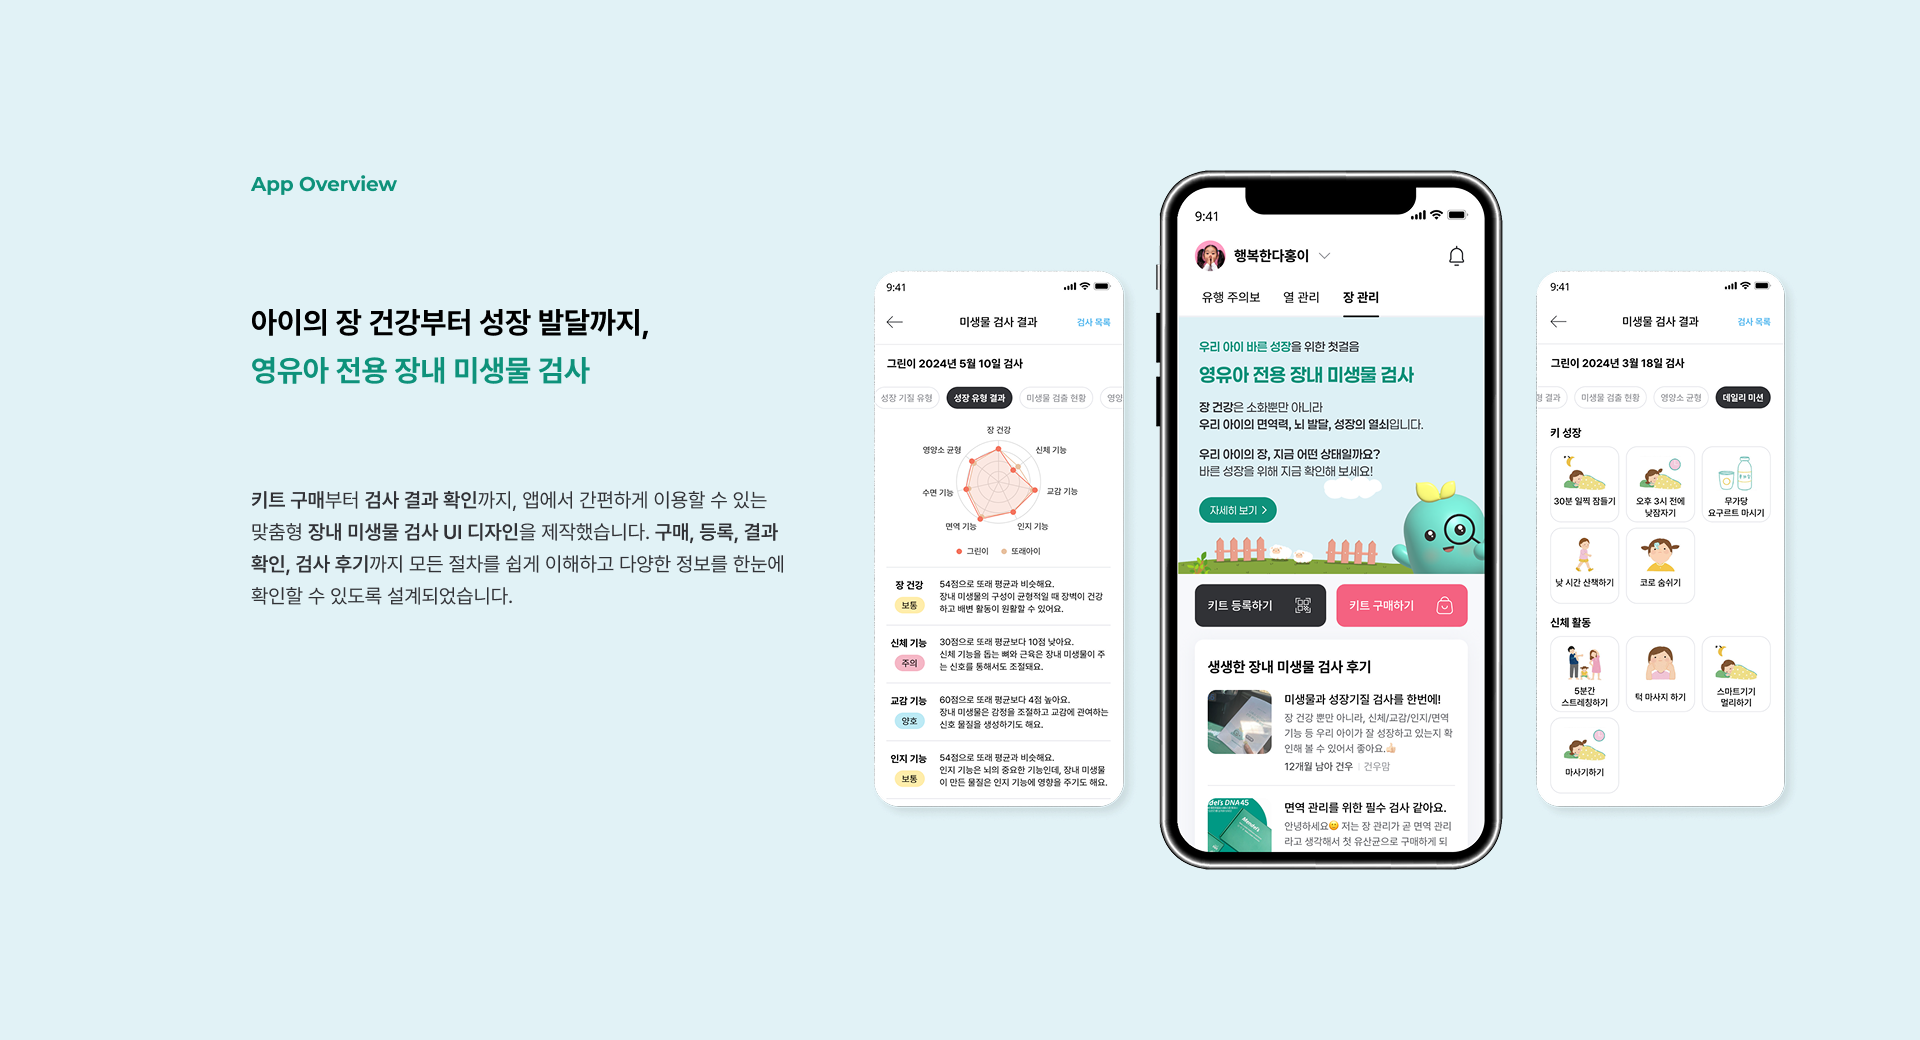 App Overview
아이의 장 건강부터 성장 발달까지,
영유아 전용 장내 미생물 검사
키트 구매부터 검사 결과 확인까지, 앱에서 간편하게 이용할 수 있는
맞춤형 장내 미생물 검사 UI 디자인을 제작했습니다. 구매, 등록, 결과
확인, 검사 후기까지 모든 절차를 쉽게 이해하고 다양한 정보를 한눈에
확인할 수 있도록 설계되었습니다.
9:41
미생물 검사 결과
검사 목록
그린이 2024년 5월 10일 검사
성장 기질 유형
성장 유형 결과
미생물 검출 현황
영양
장 건강
영양소 균형
신체 기능
수면 기능
교감 기능
면역 기능
인지 기능
그린이
또래아이
장 건강
보통
54점으로 또래 평균과 비슷해요.
장내 미생물의 구성이 균형적일 때 장벽이 건강
하고 배변 활동이 원활할 수 있어요.
신체 기능
주의
30점으로 또래 평균보다 10점 낮아요.
신체 기능을 돕는 뼈와 근육은 장내 미생물이 주
는 신호를 통해서도 조절돼요.
교감 기능
양호
60점으로 또래 평균보다 4점 높아요.
장내 미생물은 감정을 조절하고 교감에 관여하는
신호 물질을 생성하기도 해요.
인지 기능
보통
54점으로 또래 평균과 비슷해요.
인지 기능은 뇌의 중요한 기능인데, 장내 미생물
이 만든 물질은 인지 기능에 영향을 주기도 해요.
9:41
행복한다홍이
유행 주의보
열 관리
장 관리
우리 아이 바른 성장을 위한 첫걸음
영유아 전용 장내 미생물 검사
장 건강은 소화뿐만 아니라
우리 아이의 면역력, 뇌 발달, 성장의 열쇠입니다.
우리 아이의 장, 지금 어떤 상태일까요?
바른 성장을 위해 지금 확인해 보세요!
자세히 보기
키트 등록하기
키트 구매하기
생생한 장내 미생물 검사 후기
미생물과 성장기질 검사를 한번에!
장 건강 뿐만 아니라, 신체/교감/인지/면역
기능 등 우리 아이가 잘 성장하고 있는지 확
인해 볼 수 있어서 좋아요.👍🏻
12개월 남아 건우 | 건우맘
del's DNA 45
Mendel's
면역 관리를 위한 필수 검사 같아요.
안녕하세요😀 저는 장 관리가 곧 면역 관리
라고 생각해서 첫 유산균으로 구매하게 되
9:41
미생물 검사 결과
검사 목록
그린이 2024년 3월 18일 검사
형 결과
미생물 검출 현황
영양소 균형
데일리 미션
키 성장
30분 일찍 잠들기
오후 3시 전에
낮잠자기
무가당
요구르트 마시기
낮 시간 산책하기
코로 숨쉬기
신체 활동
5분간
스트레칭하기
턱 마사지 하기
스마트기기
멀리하기
마사기하기